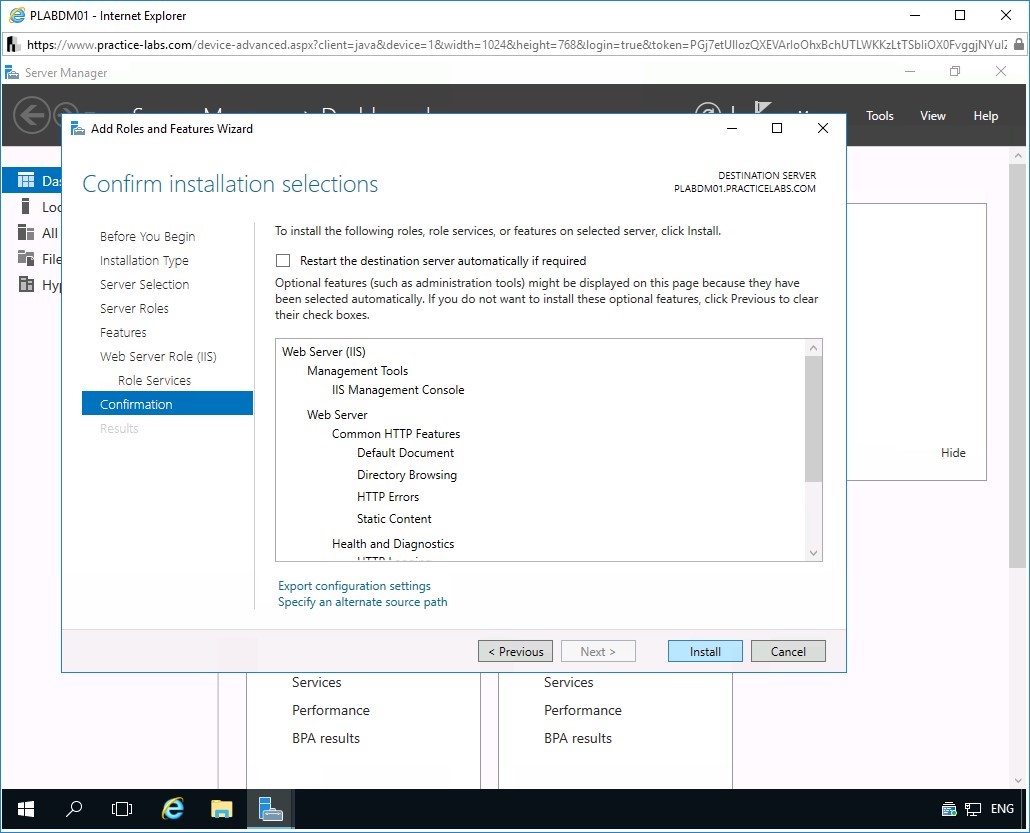 PLABDM01 - Internet Explorer
https://www.practice-labs.com/device-advanced.aspx?client=java&device=1&width=1024&height=768&login=true&token=
Server Manager
Tools View Help
Add Roles and Features Wizard
Confirm installation selections
DESTINATION SERVER
PLABDM01.PRACTICELABS.COM
Before You Begin
Installation Type
Server Selection
Server Roles
Features
Web Server Role (IIS)
Role Services
Confirmation
Results
To install the following roles, role services, or features on selected server, click Install.
Restart the destination server automatically if required
Optional features (such as administration tools) might be displayed on this page because they have
been selected automatically. If you do not want to install these optional features, click Previous to clear
their check boxes.
Web Server (IIS)
Management Tools
IIS Management Console
Web Server
Common HTTP Features
Default Document
Directory Browsing
HTTP Errors
Static Content
Health and Diagnostics
Export configuration settings
Specify an alternate source path
< Previous
Next >
Install
Cancel
All
Hide
Services
Performance
BPA results
Services
Performance
BPA results
ENG